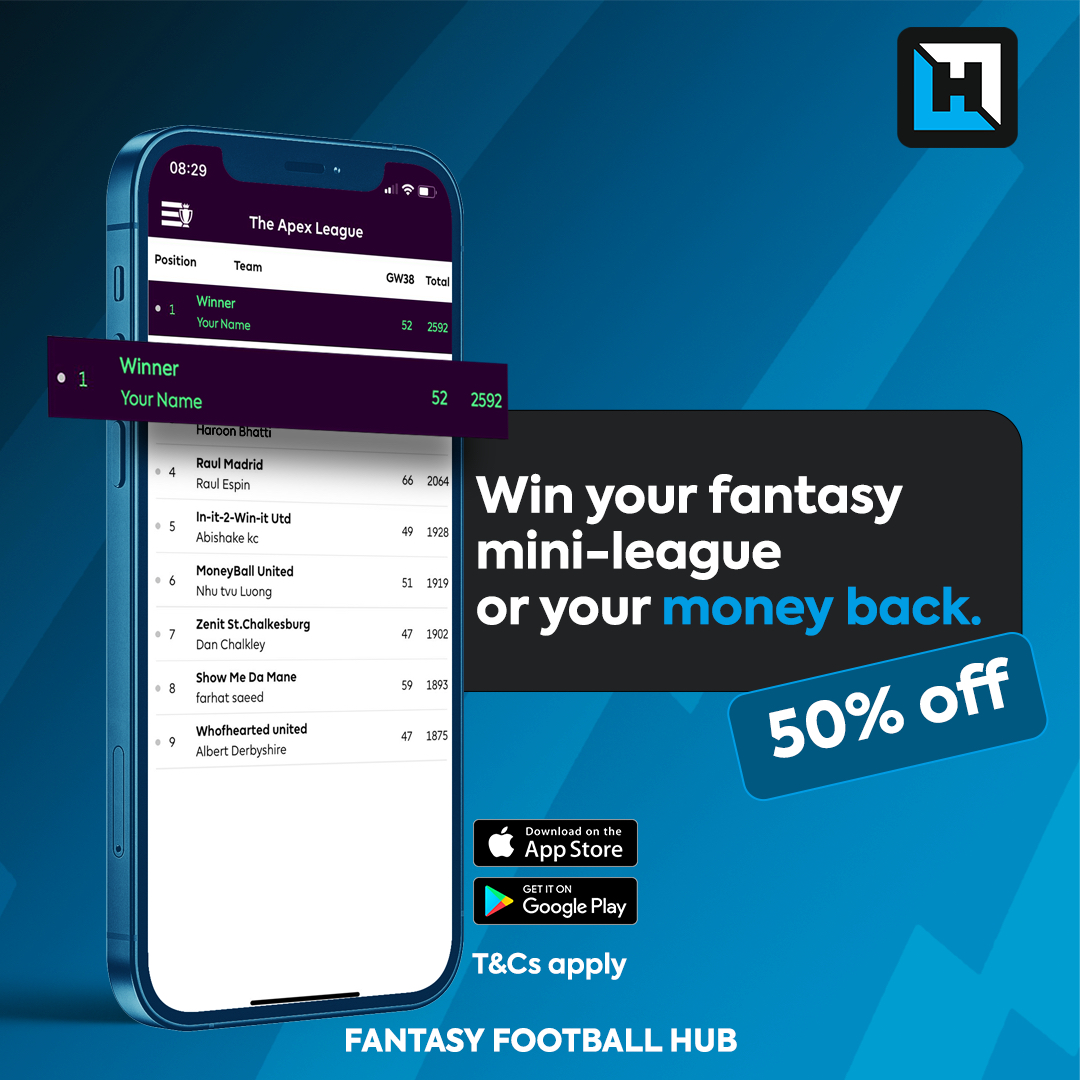 H
08:29
The Apex League
Position Team GW38 Total
1 Winner
Your Name 52 2592
1 Winner
Your Name 52 2592
Haroon Bhatti
4 Raul Madrid
Raul Espin 66 2064
5 In-it-2-Win-it Utd
Abishake kc 49 1928
6 MoneyBall United
Nhu tvu Luong 51 1919
7 Zenit St.Chalkesburg
Dan Chalkley 47 1902
8 Show Me Da Mane
farhat saeed 59 1893
9 Whofhearted united
Albert Derbyshire 47 1875
Win your fantasy
mini-league
or your money back.
50% off
Download on the
App Store
GET IT ON
Google Play
T&Cs apply
FANTASY FOOTBALL HUB